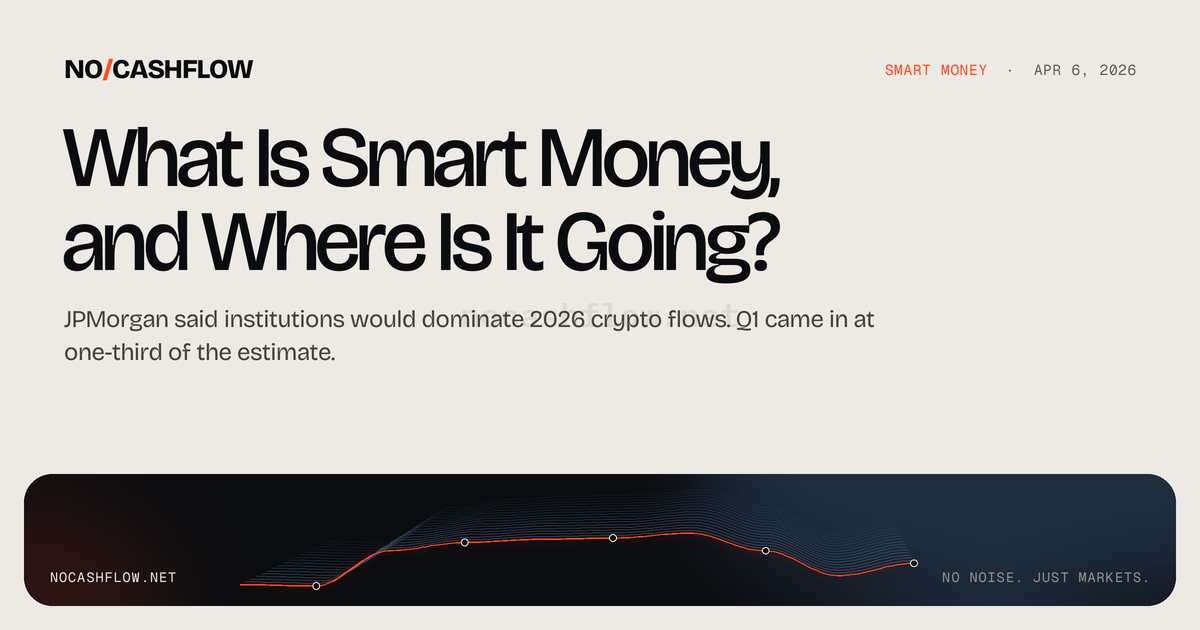 NO/CASHFLOW
SMART MONEY · APR 6, 2026
What Is Smart Money,
and Where Is It Going?
nocashflow.net
JPMorgan said institutions would dominate 2026 crypto flows. Q1 came in at
one-third of the estimate.
NOCASHFLOW.NET
NO NOISE. JUST MARKETS.